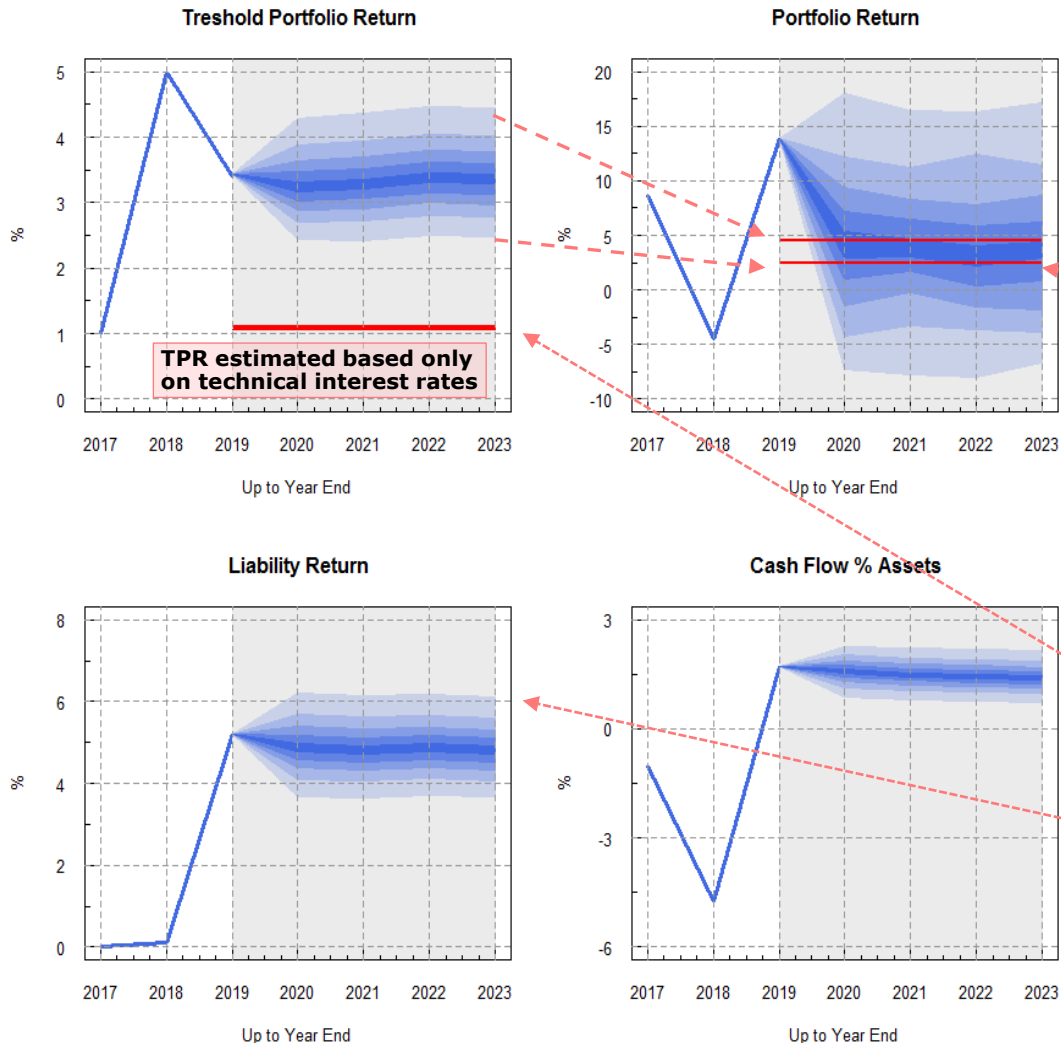 Treshold Portfolio Return
5
4
3
2
1
0
%
TPR estimated based only
on technical interest rates
2017 2018 2019 2020 2021 2022 2023
Up to Year End
Portfolio Return
20
15
10
5
0
-5
-10
%
2017 2018 2019 2020 2021 2022 2023
Up to Year End
Liability Return
8
6
4
2
0
%
2017 2018 2019 2020 2021 2022 2023
Up to Year End
Cash Flow % Assets
3
0
-3
-6
%
2017 2018 2019 2020 2021 2022 2023
Up to Year End